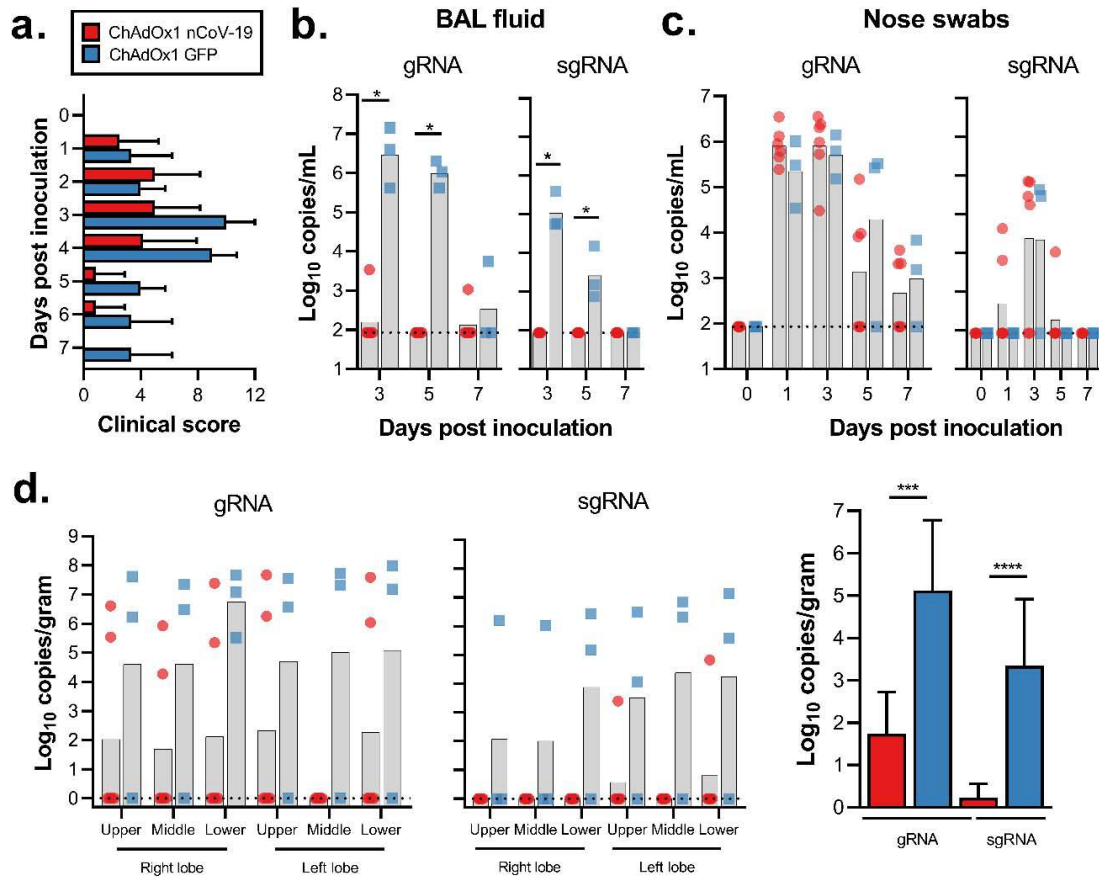 a.
ChAdOx1 nCoV-19
ChAdOx1 GFP
Days post inoculation
0
1
2
3
4
5
6
7
0 4 8 12
Clinical score
b.
BAL fluid
gRNA
sgRNA
Log10 copies/mL
8
7
6
5
4
3
2
1
* *
* *
3 5 7
3 5 7
Days post inoculation
c.
Nose swabs
gRNA
sgRNA
Log10 copies/mL
7
6
5
4
3
2
1
0 1 3 5 7
0 1 3 5 7
Days post inoculation
d.
gRNA
Log10 copies/gram
9
8
7
6
5
4
3
2
1
0
Upper Middle Lower Upper Middle Lower
Right lobe Left lobe
sgRNA
Upper Middle Lower Upper Middle Lower
Right lobe Left lobe
Log10 copies/gram
7
6
5
4
3
2
1
0
***
****
gRNA sgRNA